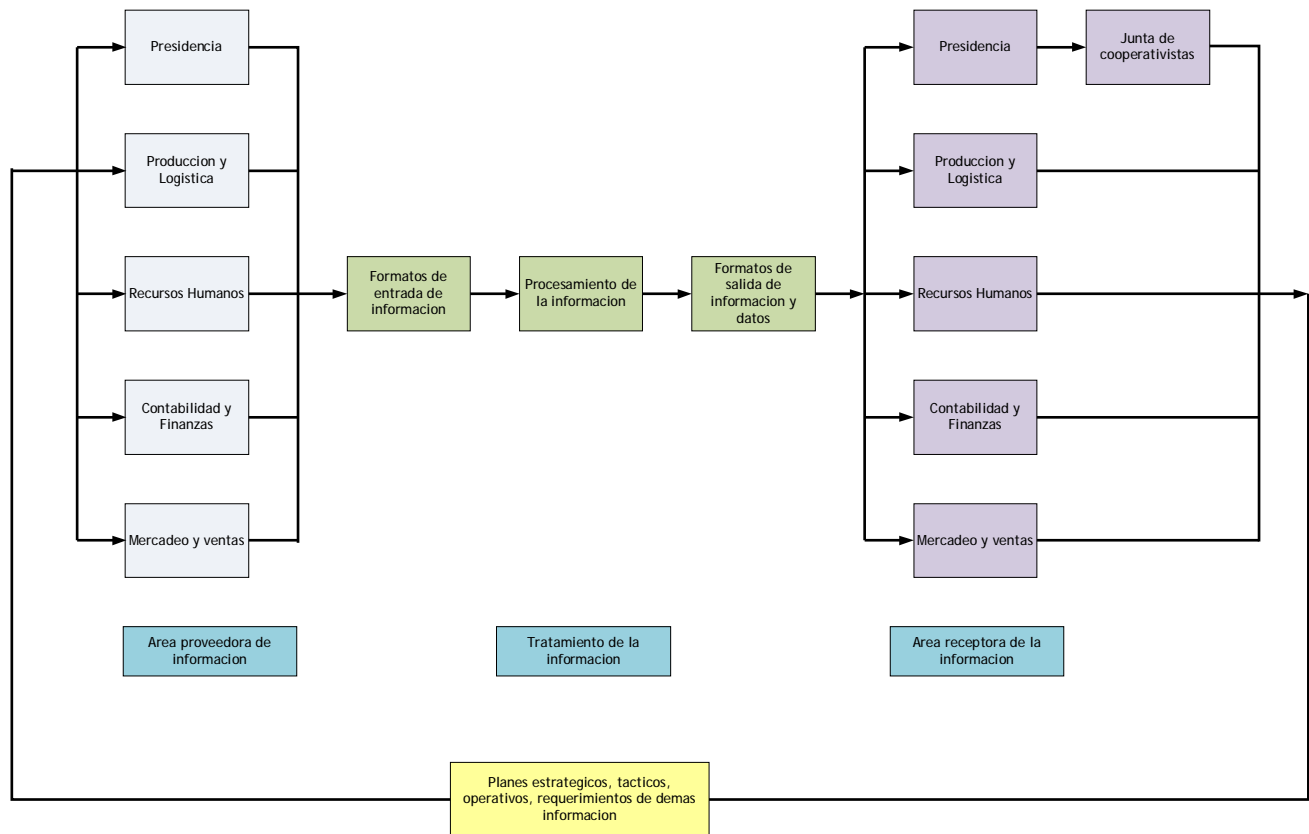 Presidencia
Produccion y
Logistica
Recursos Humanos
Contabilidad y
Finanzas
Mercadeo y ventas
Formatos de
entrada de
informacion
Procesamiento de
la informacion
Formatos de
salida de
informacion y
datos
Presidencia
Junta de
cooperativistas
Produccion y
Logistica
Recursos Humanos
Contabilidad y
Finanzas
Mercadeo y ventas
Area proveedora de
informacion
Tratamiento de la
informacion
Area receptora de la
informacion
Planes estrategicos, tacticos,
operativos, requerimientos de demas
informacion